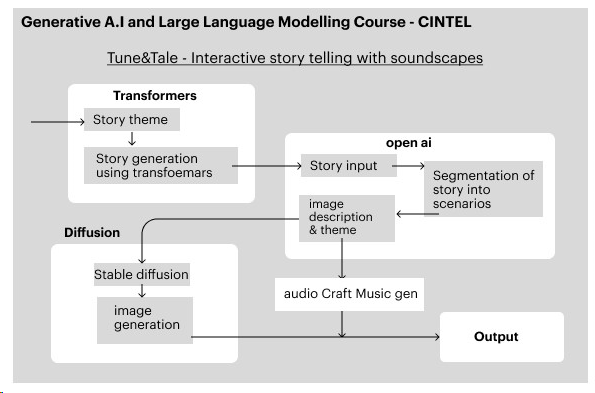 Generative A.I and Large Language Modelling Course - CINTEL
Tune&Tale - Interactive story telling with soundscapes
Transformers
Story theme
Story generation
using transfoemars
open ai
Story input
Segmentation of
story into
scenarios
image
description
& theme
Diffusion
Stable diffusion
image
generation
audio Craft Music gen
Output